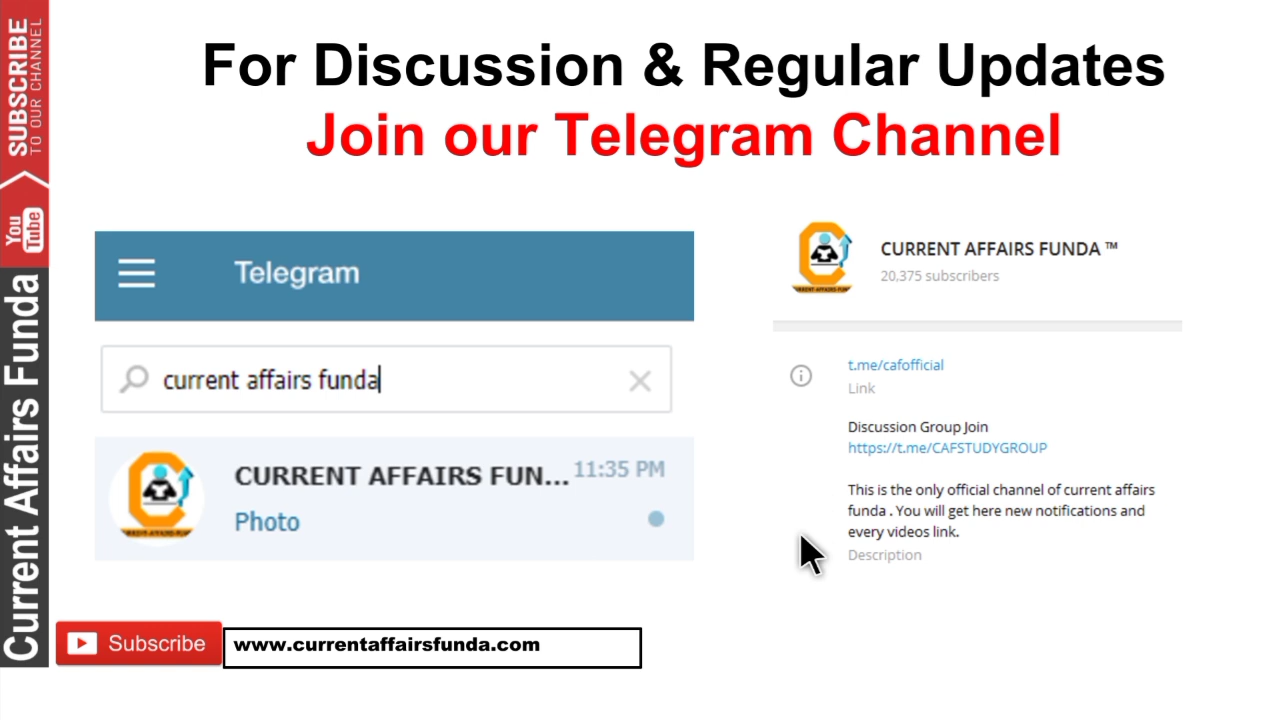 For Discussion & Regular Updates
Join our Telegram Channel
SUBSCRIBE
TO OUR CHANNEL
You
Tube
Current Affairs Funda
Telegram
current affairs funda
CURRENT AFFAIRS FUN...
11:35 PM
Photo
CURRENT AFFAIRS FUNDA ™
20,375 subscribers
t.me/cafofficial
Link
Discussion Group Join
https://t.me/CAFSTUDYGROUP
This is the only official channel of current affairs
funda . You will get here new notifications and
every videos link.
Description
Subscribe
www.currentaffairsfunda.com